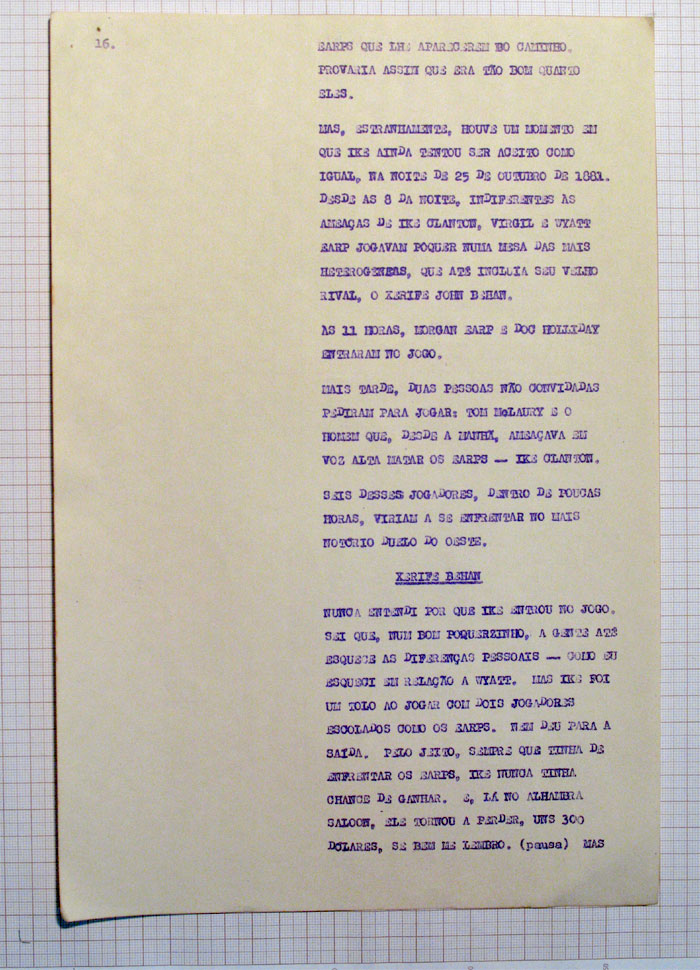 16.
EARPS QUE LHE APARECEREM NO CAMINHO.
PROVARIA ASSIM QUE ERA TÃO BOM QUANTO
ELES.
MAS, ESTRANHAMENTE, HOUVE UM MOMENTO EM
QUE IKE AINDA TENTOU SER ACEITO COMO
IGUAL, NA NOITE DE 25 DE OUTUBRO DE 1881.
DESDE AS 8 DA NOITE, INDIFERENTES ÀS
AMEAÇAS DE IKE CLANTON, VIRGIL E WYATT
EARP JOGAVAM POQUER NUMA MESA DAS MAIS
HETEROGÊNEAS, QUE ATÉ INCLUIA SEU VELHO
RIVAL, O XERIFE JOHN BEHAN.
ÀS 11 HORAS, MORGAN EARP E DOC HOLLIDAY
ENTRARAM NO JOGO.
MAIS TARDE, DUAS PESSOAS NÃO CONVIDADAS
PEDIRAM PARA JOGAR: TOM McLAURY E O
HOMEM QUE, DESDE A MANHÃ, AMEAÇAVA EM
VOZ ALTA MATAR OS EARPS — IKE CLANTON.
SEIS DESSES JOGADORES, DENTRO DE POUCAS
HORAS, VIRIAM A SE ENFRENTAR NO MAIS
NOTÓRIO DUELO DO OESTE.
XERIFE BEHAN
NUNCA ENTENDI POR QUE IKE ENTROU NO JOGO.
SEI QUE, NUM BOM POQUERZINHO, A GENTE ATÉ
ESQUECE AS DIFERENÇAS PESSOAIS — COMO EU
ESQUECI EM RELAÇÃO A WYATT. MAS IKE FOI
UM TOLO AO JOGAR COM DOIS JOGADORES
ESCOLADOS COMO OS EARPS. NEM DEU PARA A
SAÍDA. PELO JEITO, SEMPRE QUE TINHA DE
ENFRENTAR OS EARPS, IKE NUNCA TINHA
CHANCE DE GANHAR. E, LÁ NO ALHAMBRA
SALOON, ELE TORNOU A PERDER, UNS 300
DÓLARES, SE BEM ME LEMBRO. (pausa) MAS